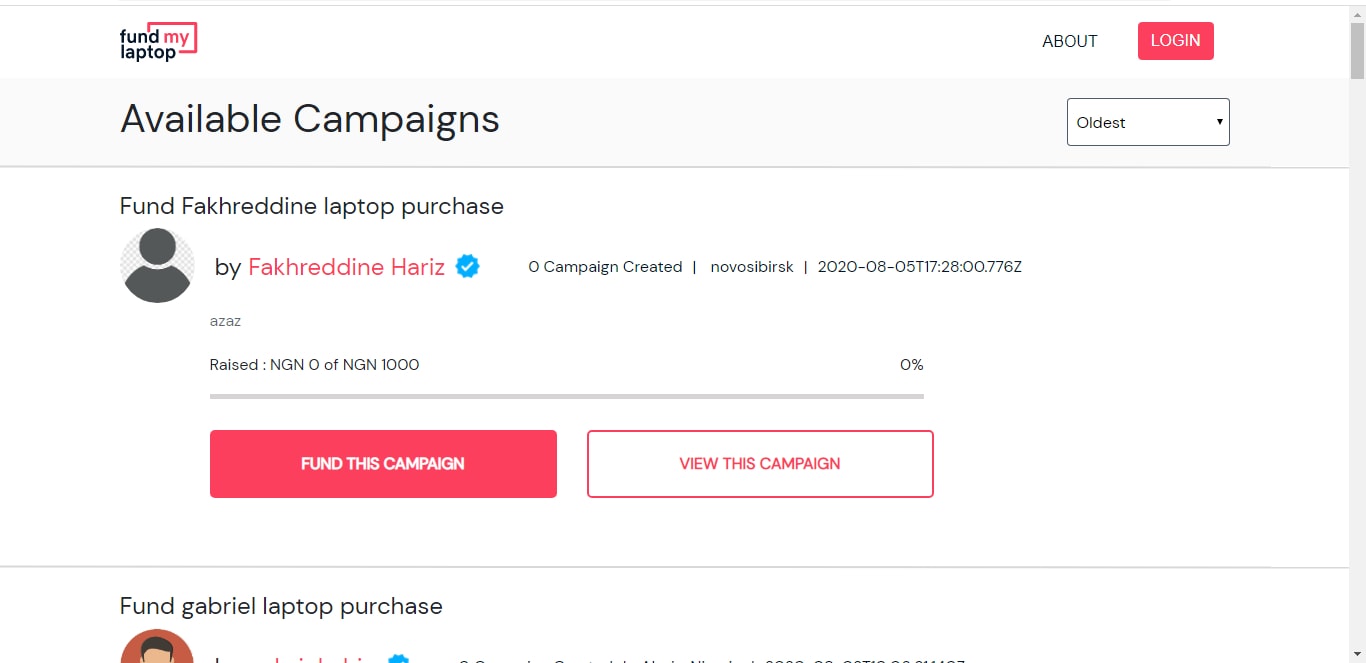 fund my
laptop
ABOUT
LOGIN
Available Campaigns
Oldest
Fund Fakhreddine laptop purchase
by Fakhreddine Hariz
0 Campaign Created | novosibirsk | 2020-08-05T17:28:00.776Z
azaz
Raised : NGN 0 of NGN 1000
0%
FUND THIS CAMPAIGN
VIEW THIS CAMPAIGN
Fund gabriel laptop purchase